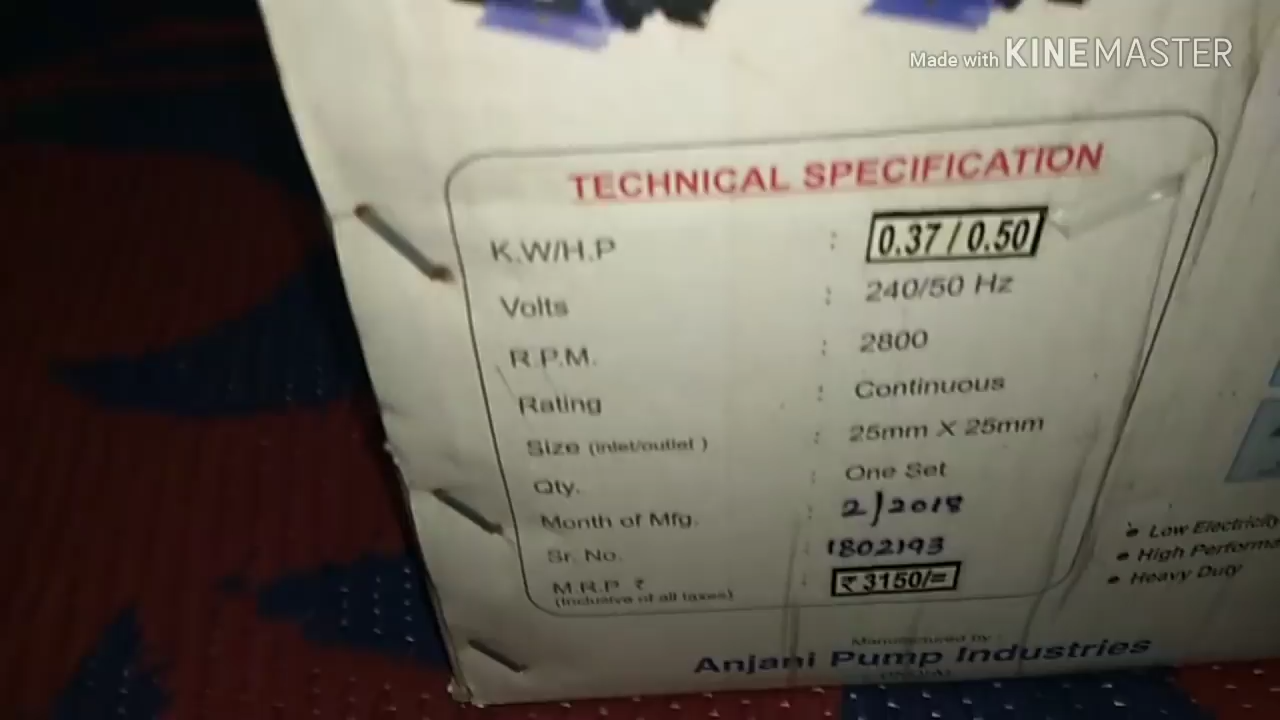 Made with KINEMASTER
TECHNICAL SPECIFICATION
K.W/H.P : 0.37 / 0.50
Volts : 240/50 Hz
R.P.M. : 2800
Rating : Continuous
Size (inlet/outlet ) : 25mm X 25mm
Qty. : One Set
Month of Mfg. : 2/2018
Sr. No. : 1802193
M.R.P ₹ : ₹ 3150/=
(Inclusive of all taxes)
• Low Electricity
• High Performa
• Heavy Duty
Manufactured by :
Anjani Pump Industries